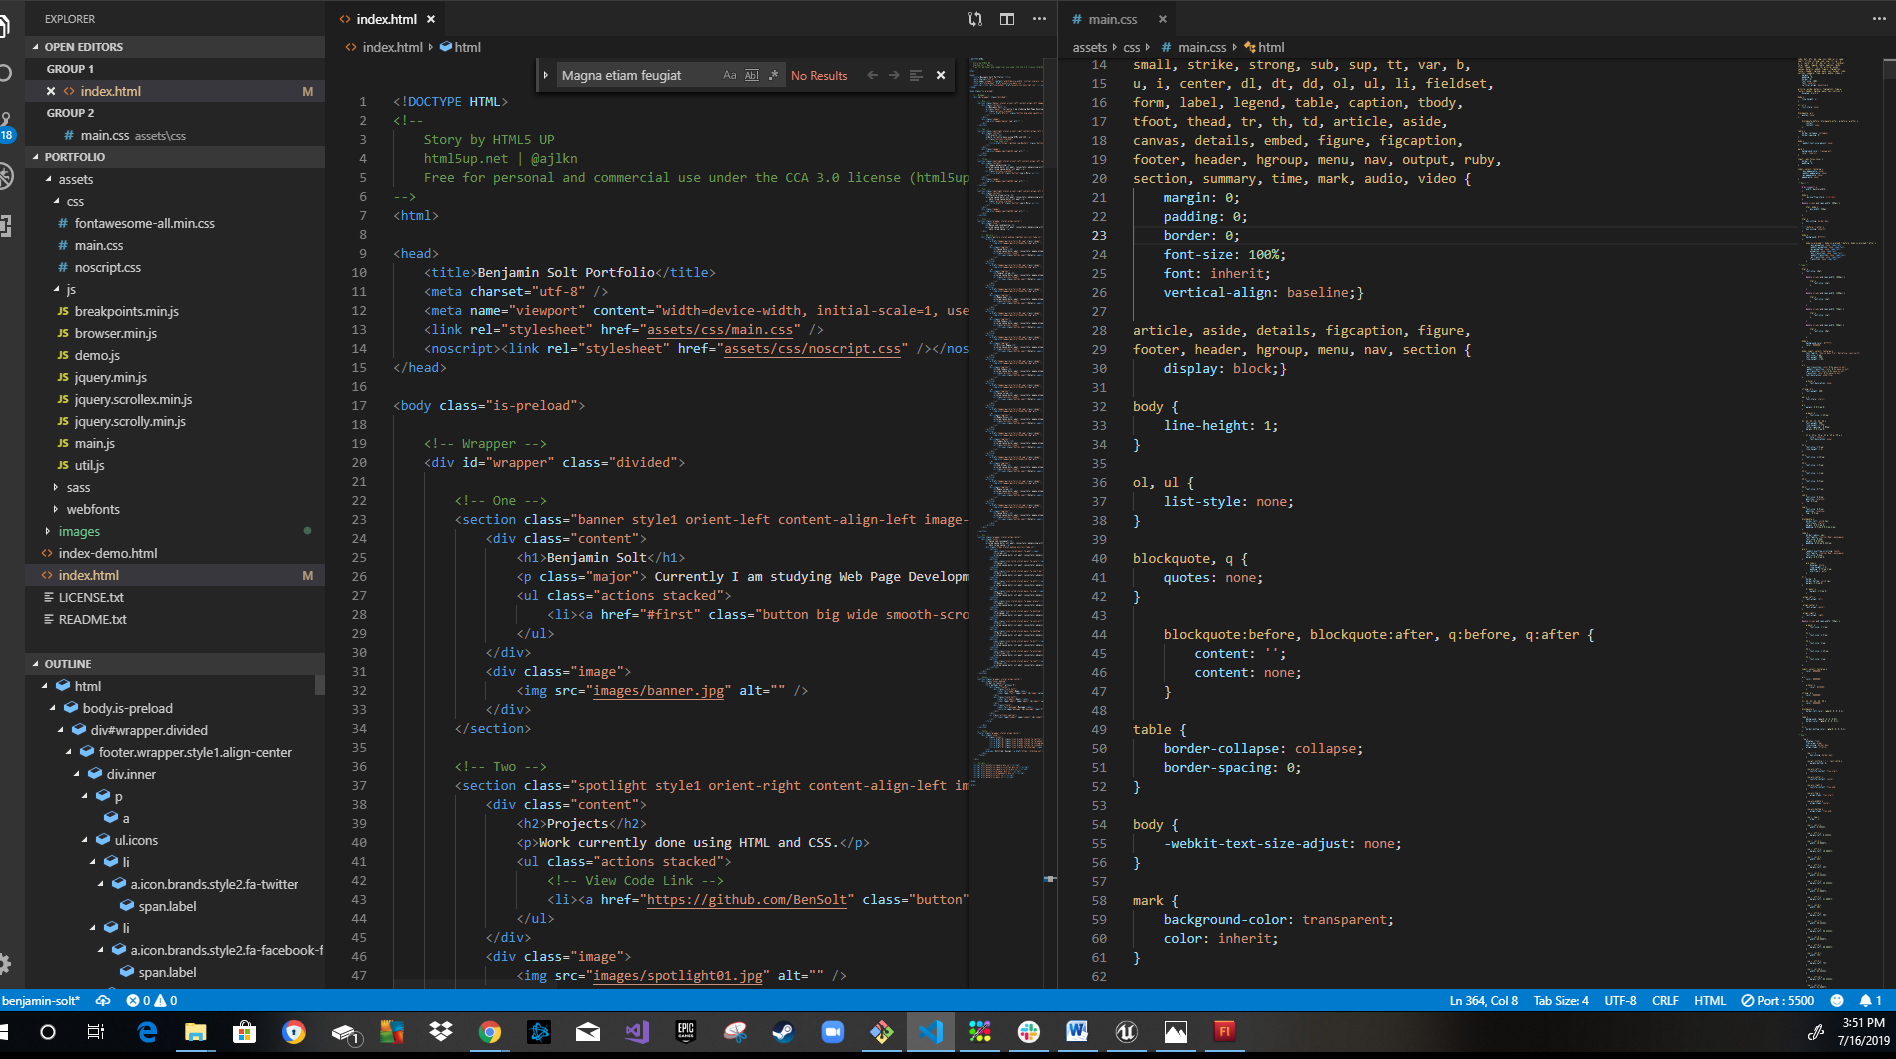 EXPLORER
OPEN EDITORS
GROUP 1
index.html M
GROUP 2
main.css assets\css
18
PORTFOLIO
assets
css
# fontawesome-all.min.css
# main.css
# noscript.css
js
JS breakpoints.min.js
JS browser.min.js
JS demo.js
JS jquery.min.js
JS jquery.scrollex.min.js
JS jquery.scrolly.min.js
JS main.js
JS util.js
sass
webfonts
images
index-demo.html
index.html M
LICENSE.txt
README.txt
OUTLINE
html
body.is-preload
div#wrapper.divided
footer.wrapper.style1.align-center
div.inner
p
a
ul.icons
li
a.icon.brands.style2.fa-twitter
span.label
li
a.icon.brands.style2.fa-facebook-f
span.label
index.html
index.html html
Magna etiam feugiat Aa Abl .* No Results
1 <!DOCTYPE HTML>
2 <!--
3 Story by HTML5 UP
4 html5up.net | @ajlkn
5 Free for personal and commercial use under the CCA 3.0 license (html5up
6 -->
7 <html>
8
9 <head>
10 <title>Benjamin Solt Portfolio</title>
11 <meta charset="utf-8" />
12 <meta name="viewport" content="width=device-width, initial-scale=1, use
13 <link rel="stylesheet" href="assets/css/main.css" />
14 <noscript><link rel="stylesheet" href="assets/css/noscript.css" /></nos
15 </head>
16
17 <body class="is-preload">
18
19 <!-- Wrapper -->
20 <div id="wrapper" class="divided">
21
22 <!-- One -->
23 <section class="banner style1 orient-left content-align-left image-
24 <div class="content">
25 <h1>Benjamin Solt</h1>
26 <p class="major"> Currently I am studying Web Page Developm
27 <ul class="actions stacked">
28 <li><a href="#first" class="button big wide smooth-scro
29 </ul>
30 </div>
31 <div class="image">
32 <img src="images/banner.jpg" alt="" />
33 </div>
34 </section>
35
36 <!-- Two -->
37 <section class="spotlight style1 orient-right content-align-left im
38 <div class="content">
39 <h2>Projects</h2>
40 <p>Work currently done using HTML and CSS.</p>
41 <ul class="actions stacked">
42 <!-- View Code Link -->
43 <li><a href="https://github.com/BenSolt" class="button"
44 </ul>
45 </div>
46 <div class="image">
47 <img src="images/spotlight01.jpg" alt="" />
# main.css
assets css # main.css html
14 small, strike, strong, sub, sup, tt, var, b,
15 u, i, center, dl, dt, dd, ol, ul, li, fieldset,
16 form, label, legend, table, caption, tbody,
17 tfoot, thead, tr, th, td, article, aside,
18 canvas, details, embed, figure, figcaption,
19 footer, header, hgroup, menu, nav, output, ruby,
20 section, summary, time, mark, audio, video {
21 margin: 0;
22 padding: 0;
23 border: 0;
24 font-size: 100%;
25 font: inherit;
26 vertical-align: baseline;}
27
28 article, aside, details, figcaption, figure,
29 footer, header, hgroup, menu, nav, section {
30 display: block;}
31
32 body {
33 line-height: 1;
34 }
35
36 ol, ul {
37 list-style: none;
38 }
39
40 blockquote, q {
41 quotes: none;
42 }
43
44 blockquote:before, blockquote:after, q:before, q:after {
45 content: '';
46 content: none;
47 }
48
49 table {
50 border-collapse: collapse;
51 border-spacing: 0;
52 }
53
54 body {
55 -webkit-text-size-adjust: none;
56 }
57
58 mark {
59 background-color: transparent;
60 color: inherit;
61 }
62
benjamin-solt* 0 0 Ln 364, Col 8 Tab Size: 4 UTF-8 CRLF HTML Port : 5500 1
1 EPIC GAMES Fl
3:51 PM
7/16/2019